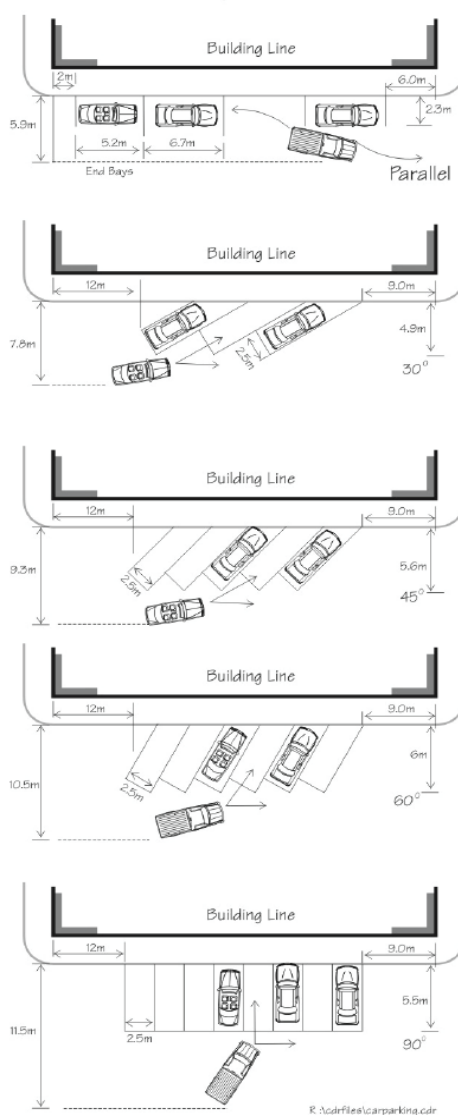 Building Line
2m
6.0m
2.3m
5.9m
5.2m
6.7m
End Bays
Parallel
Building Line
12m
9.0m
4.9m
7.8m
2.5m
30°
Building Line
12m
9.0m
5.6m
9.3m
2.5m
45°
Building Line
12m
9.0m
6m
10.5m
2.5m
60°
Building Line
12m
9.0m
5.5m
11.5m
2.5m
90°
R:\cdrfiles\carparking.cdr